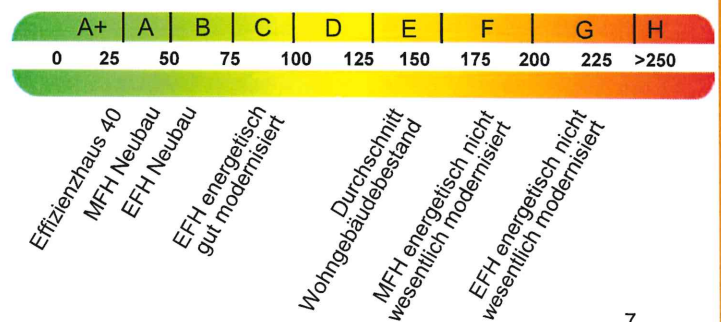 A+ A B C D E F G H
0 25 50 75 100 125 150 175 200 225 >250
Effizienzhaus 40
MFH Neubau
EFH Neubau
EFH energetisch
gut modernisiert
Durchschnitt
Wohngebäudebestand
MFH energetisch nicht
wesentlich modernisiert
EFH energetisch nicht
wesentlich modernisiert
7